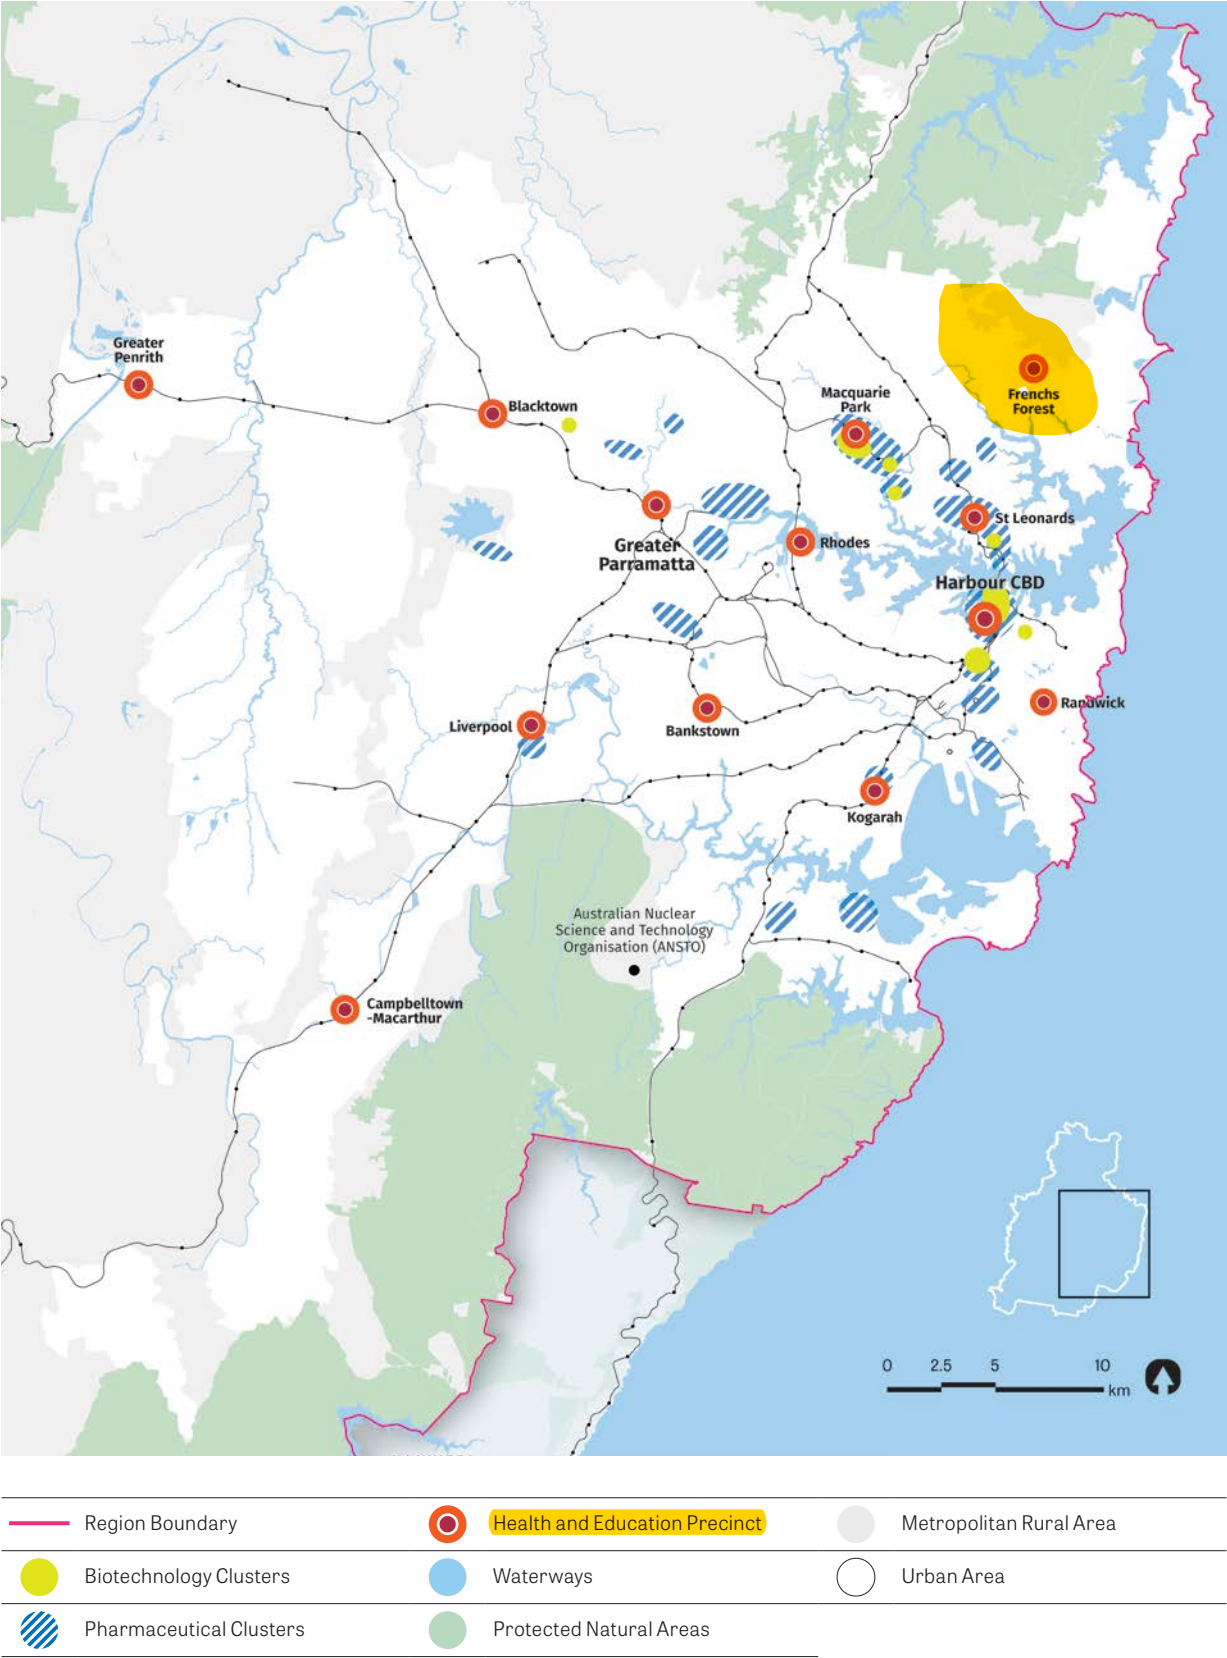 Greater
Penrith
Blacktown
Macquarie
Park
Frenchs
Forest
St Leonards
Greater
Parramatta
Rhodes
Harbour CBD
Liverpool
Bankstown
Randwick
Kogarah
Australian Nuclear
Science and Technology
Organisation (ANSTO)
Campbelltown
-Macarthur
0 2.5 5 10
km
Region Boundary
Health and Education Precinct
Metropolitan Rural Area
Biotechnology Clusters
Waterways
Urban Area
Pharmaceutical Clusters
Protected Natural Areas